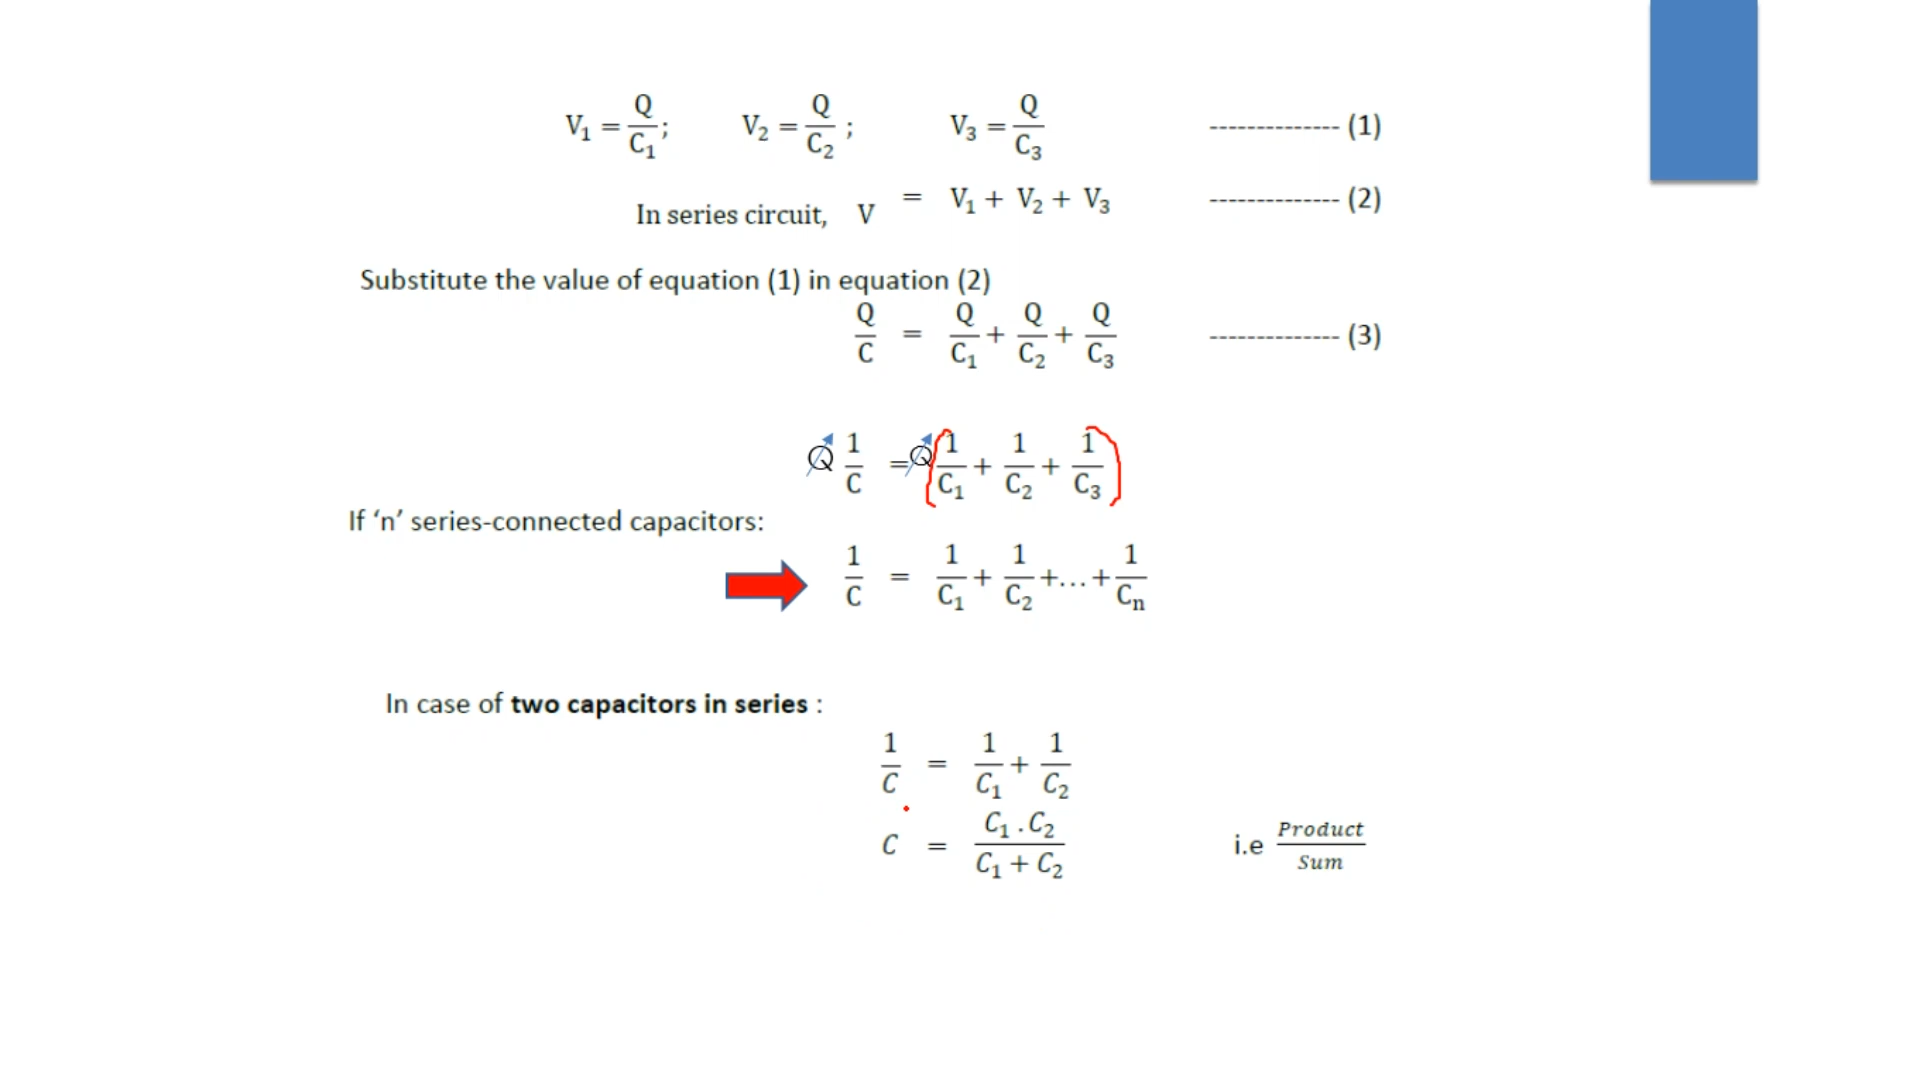 V₁ = Q/C₁; V₂ = Q/C₂ ; V₃ = Q/C₃ -------------- (1)
In series circuit, V = V₁ + V₂ + V₃ -------------- (2)
Substitute the value of equation (1) in equation (2)
Q/C = Q/C₁ + Q/C₂ + Q/C₃ -------------- (3)
Q 1/C = Q(1/C₁ + 1/C₂ + 1/C₃)
If ‘n’ series-connected capacitors:
1/C = 1/C₁ + 1/C₂ +...+ 1/Cₙ
In case of two capacitors in series :
1/C = 1/C₁ + 1/C₂
C = C₁ . C₂/C₁ + C₂ i.e Product/Sum